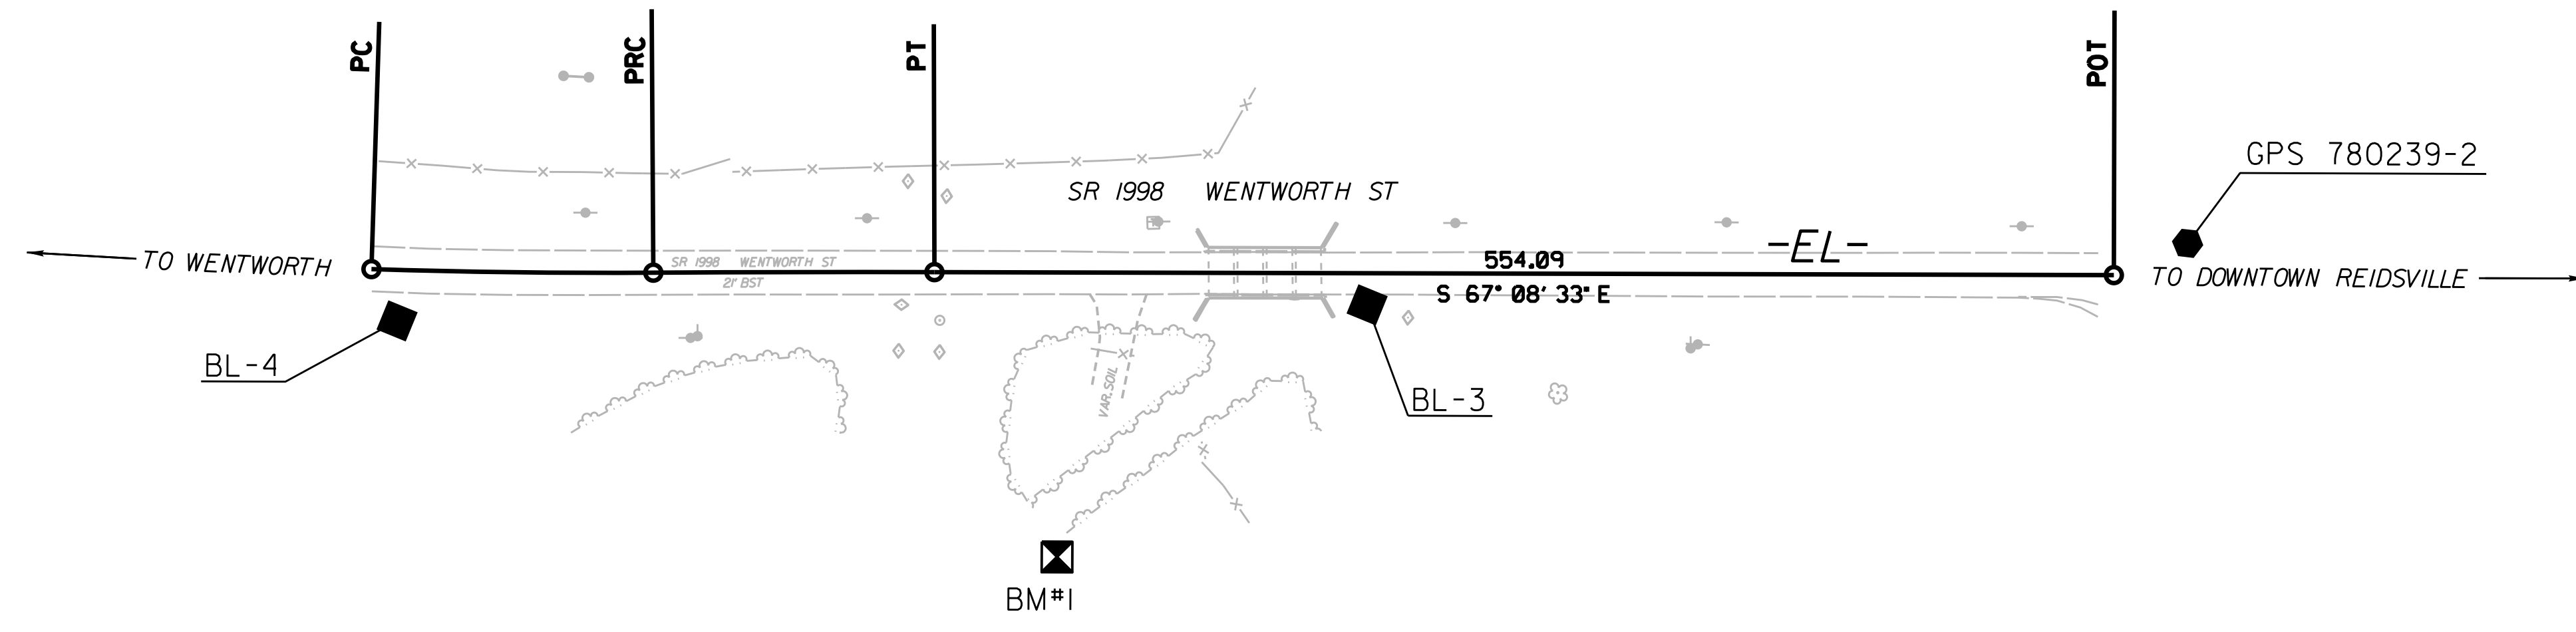 PC
PRC
PT
POT
GPS 780239-2
SR 1998 WENTWORTH ST
-EL-
TO WENTWORTH
SR 1998 WENTWORTH ST
554.09
TO DOWNTOWN REIDSVILLE
21' BST
S 67° 08' 33" E
BL-4
VAR. SOIL
BL-3
BM#1